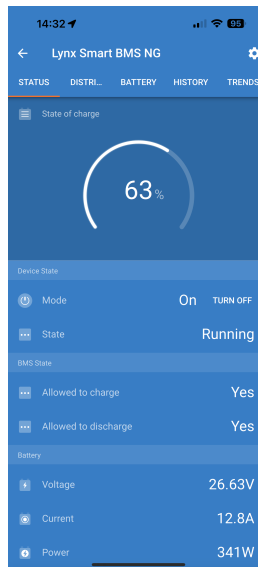 14:32
95
Lynx Smart BMS NG
STATUS DISTRI... BATTERY HISTORY TRENDS
State of charge
63%
Device State
Mode On TURN OFF
State Running
BMS State
Allowed to charge Yes
Allowed to discharge Yes
Battery
Voltage 26.63V
Current 12.8A
Power 341W